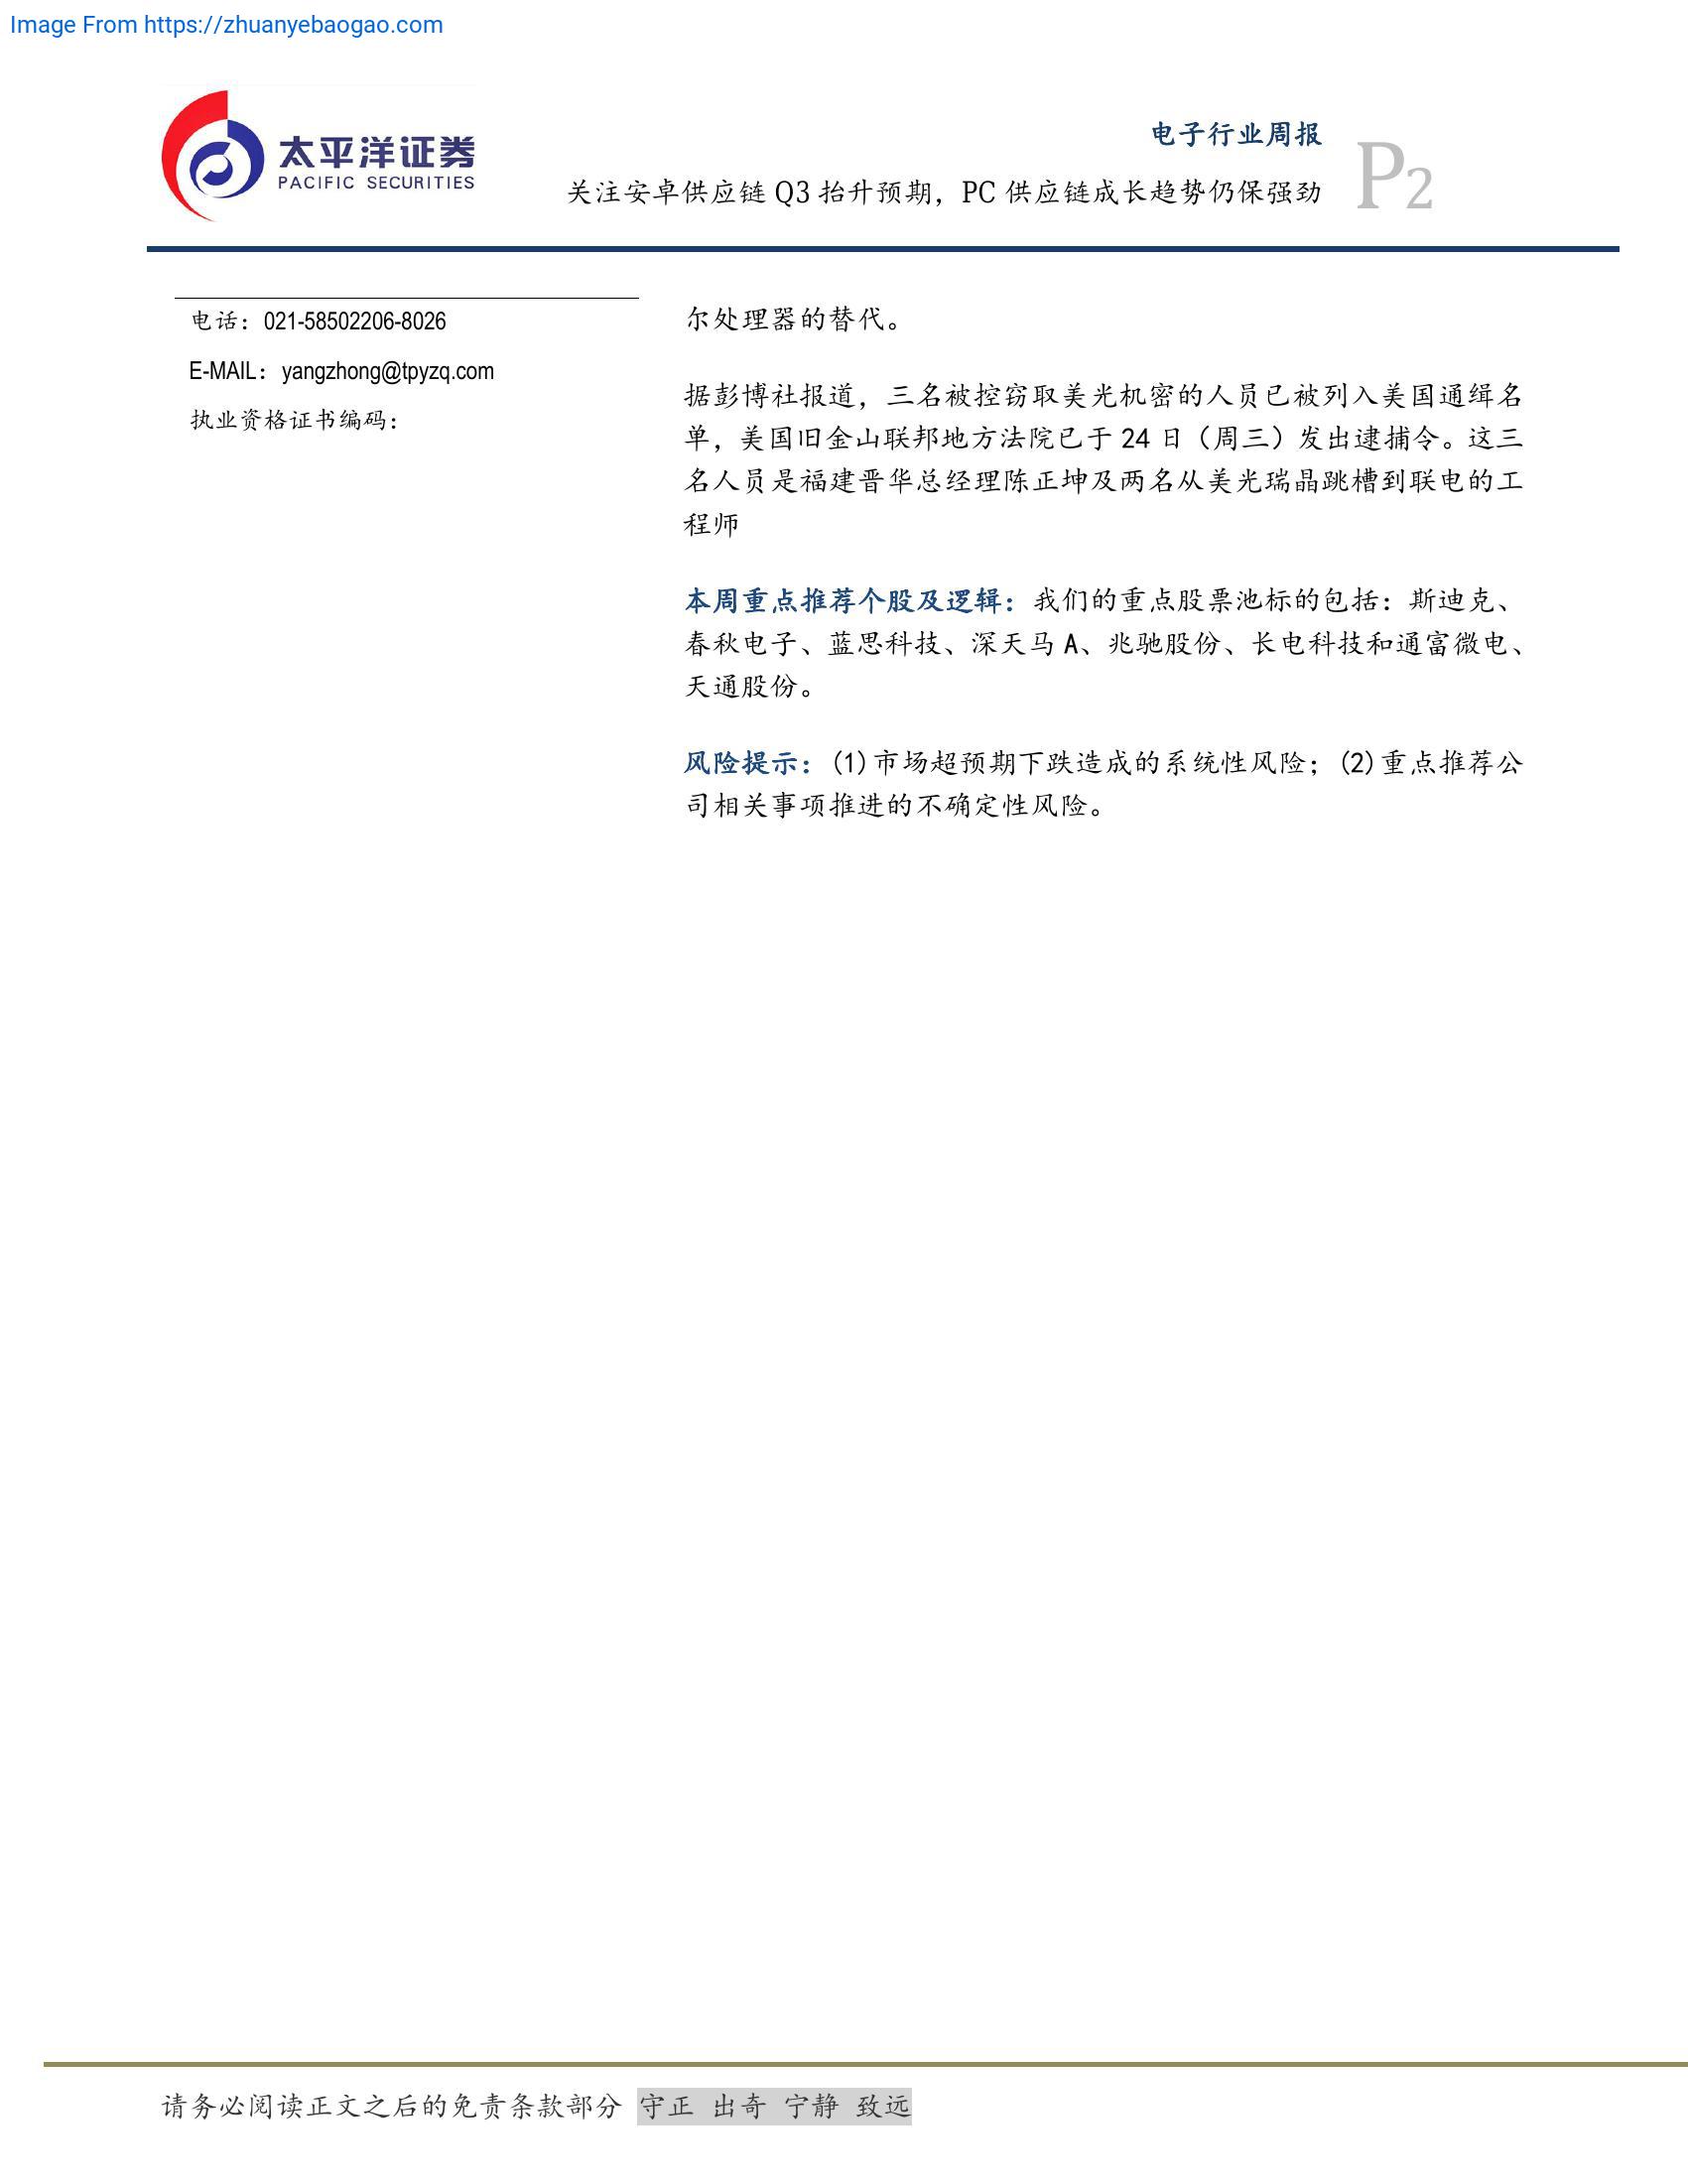 Image From https://zhuanyebaogao.com
太平洋证券
PACIFIC SECURITIES
电子行业周报
关注安卓供应链 Q3 抬升预期，PC 供应链成长趋势仍保强劲
P2
电话：021-58502206-8026
E-MAIL：yangzhong@tpyzq.com
执业资格证书编码：
尔处理器的替代。
据彭博社报道，三名被控窃取美光机密的人员已被列入美国通缉名
单，美国旧金山联邦地方法院已于 24 日（周三）发出逮捕令。这三
名人员是福建晋华总经理陈正坤及两名从美光瑞晶跳槽到联电的工
程师
本周重点推荐个股及逻辑：我们的重点股票池标的包括：斯迪克、
春秋电子、蓝思科技、深天马 A、兆驰股份、长电科技和通富微电、
天通股份。
风险提示：(1)市场超预期下跌造成的系统性风险；(2)重点推荐公
司相关事项推进的不确定性风险。
请务必阅读正文之后的免责条款部分 守正 出奇 宁静 致远